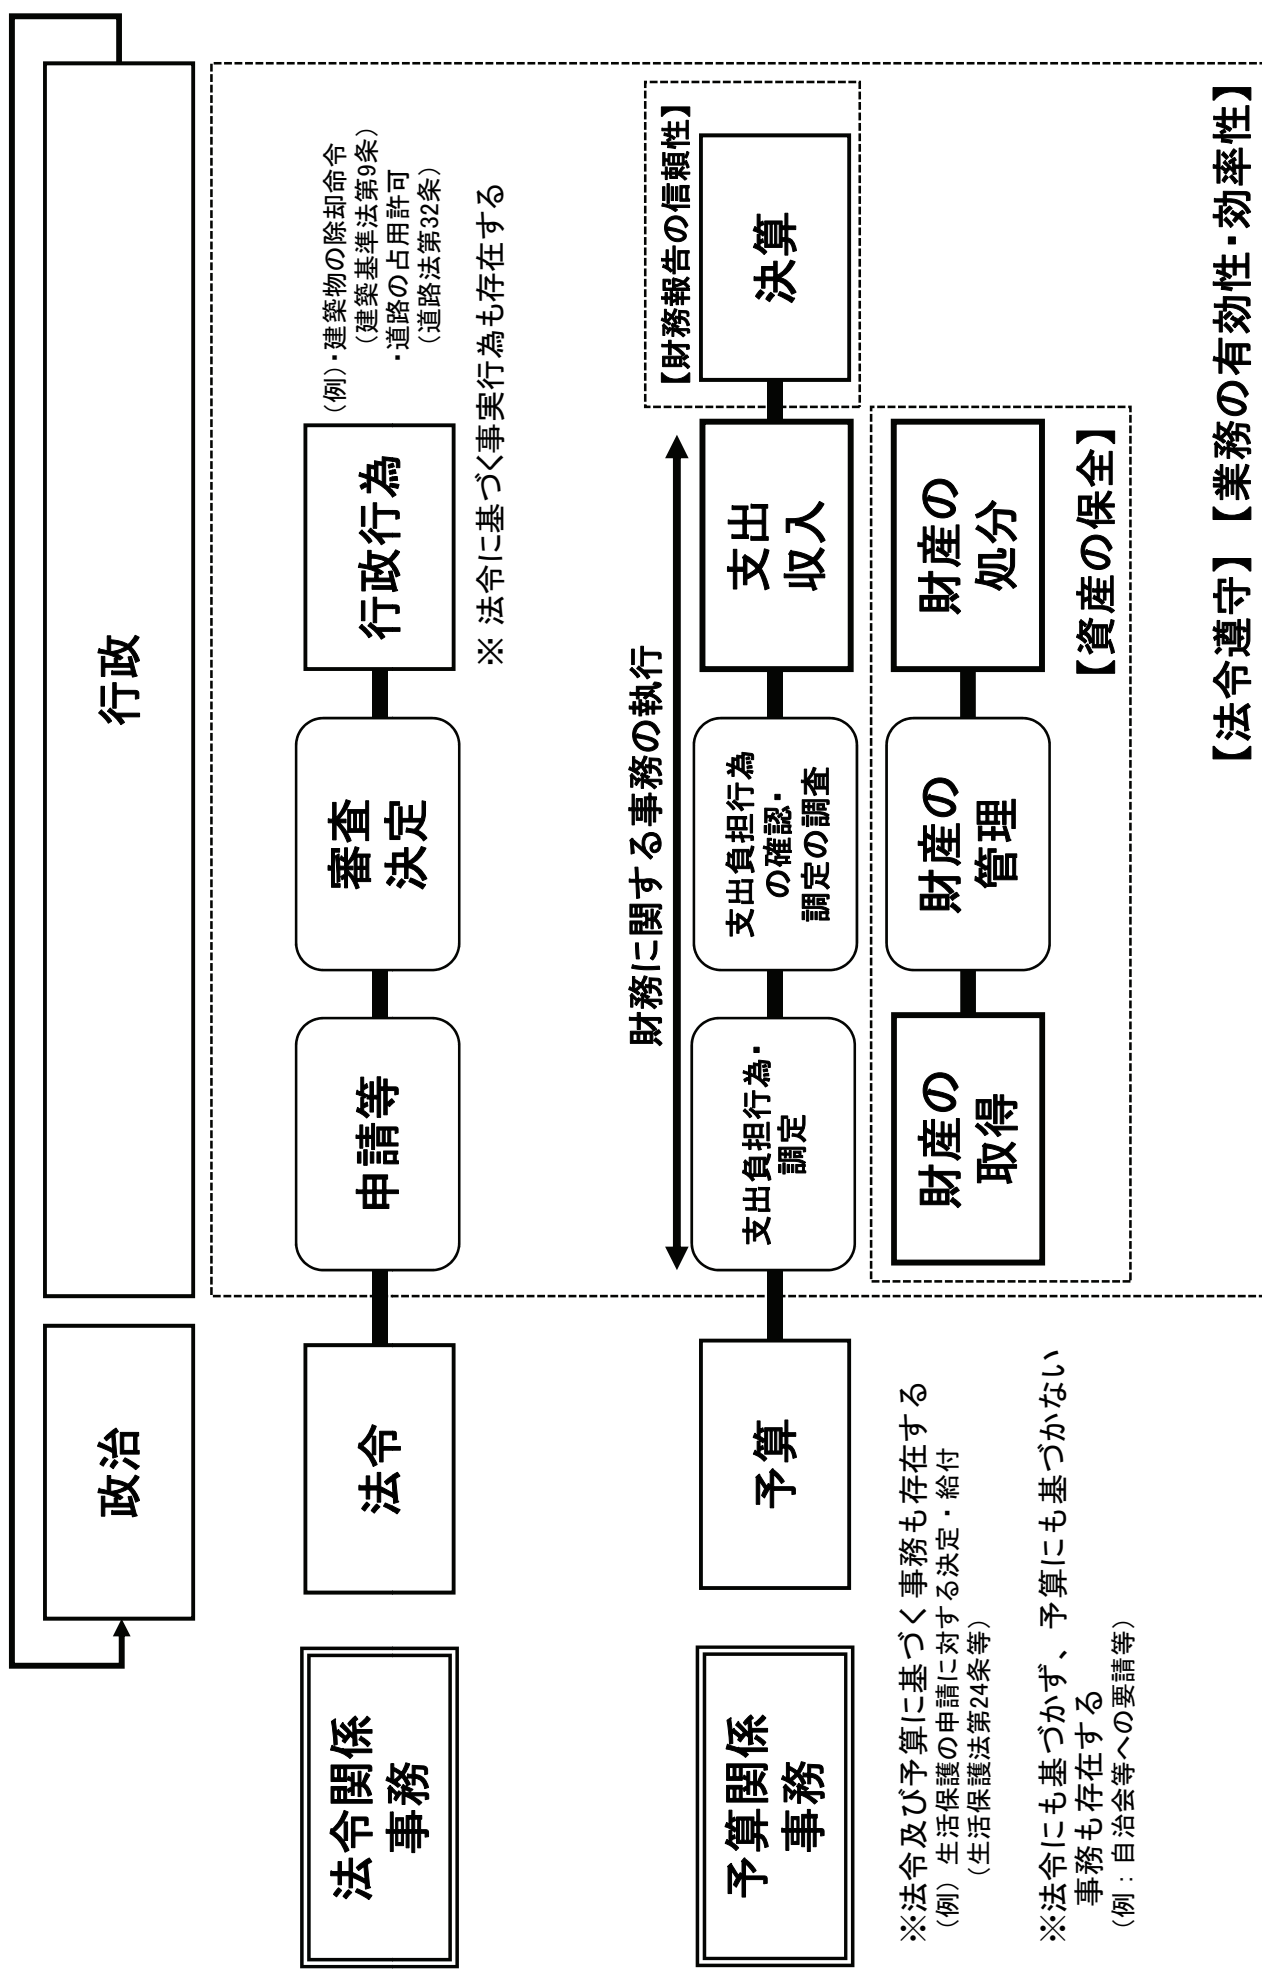 政治
行政
法令関係
事務
法令
申請等
審査
決定
行政行為
(例)・建築物の除却命令
(建築基準法第9条)
・道路の占用許可
(道路法第32条)
※ 法令に基づく事実行為も存在する
財務に関する事務の執行
【財務報告の信頼性】
予算関係
事務
予算
支出負担行為・
調定
支出負担行為
の確認・
調定の調査
支出
収入
決算
財産の
取得
財産の
管理
財産の
処分
【資産の保全】
※法令及び予算に基づく事務も存在する
(例) 生活保護の申請に対する決定・給付
(生活保護法第24条等)
※法令にも基づかず、予算にも基づかない
事務も存在する
(例:自治会等への要請等)
【法令遵守】【業務の有効性・効率性】